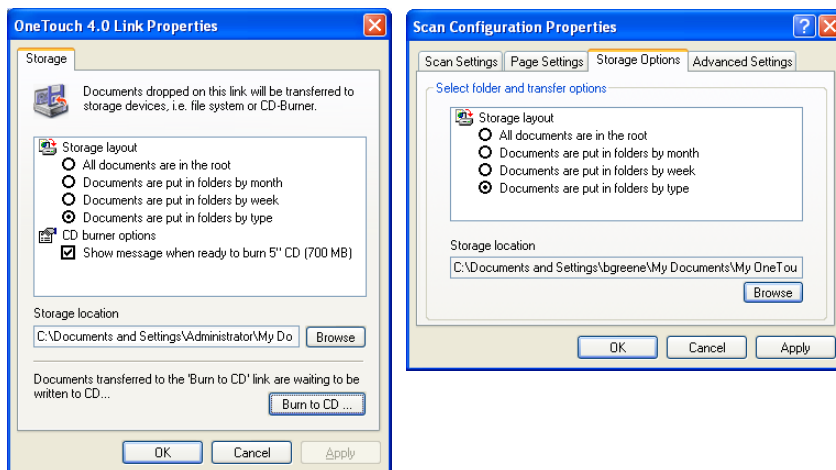 OneTouch 4.0 Link Properties
Storage
Documents dropped on this link will be transferred to
storage devices, i.e. file system or CD-Burner.
Storage layout
All documents are in the root
Documents are put in folders by month
Documents are put in folders by week
Documents are put in folders by type
CD burner options
Show message when ready to burn 5" CD (700 MB)
Storage location
C:\Documents and Settings\Administrator\My Do
Browse
Documents transferred to the 'Burn to CD' link are waiting to be
written to CD...
Burn to CD ...
OK Cancel Apply
Scan Configuration Properties
Scan Settings Page Settings Storage Options Advanced Settings
Select folder and transfer options
Storage layout
All documents are in the root
Documents are put in folders by month
Documents are put in folders by week
Documents are put in folders by type
Storage location
C:\Documents and Settings\bgreene\My Documents\My OneTou
Browse
OK Cancel Apply